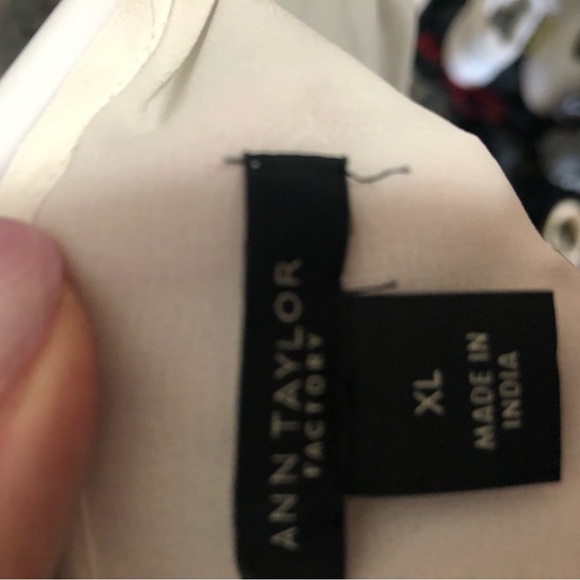 ANN TAYLOR
FACTORY
XL
MADE IN
INDIA